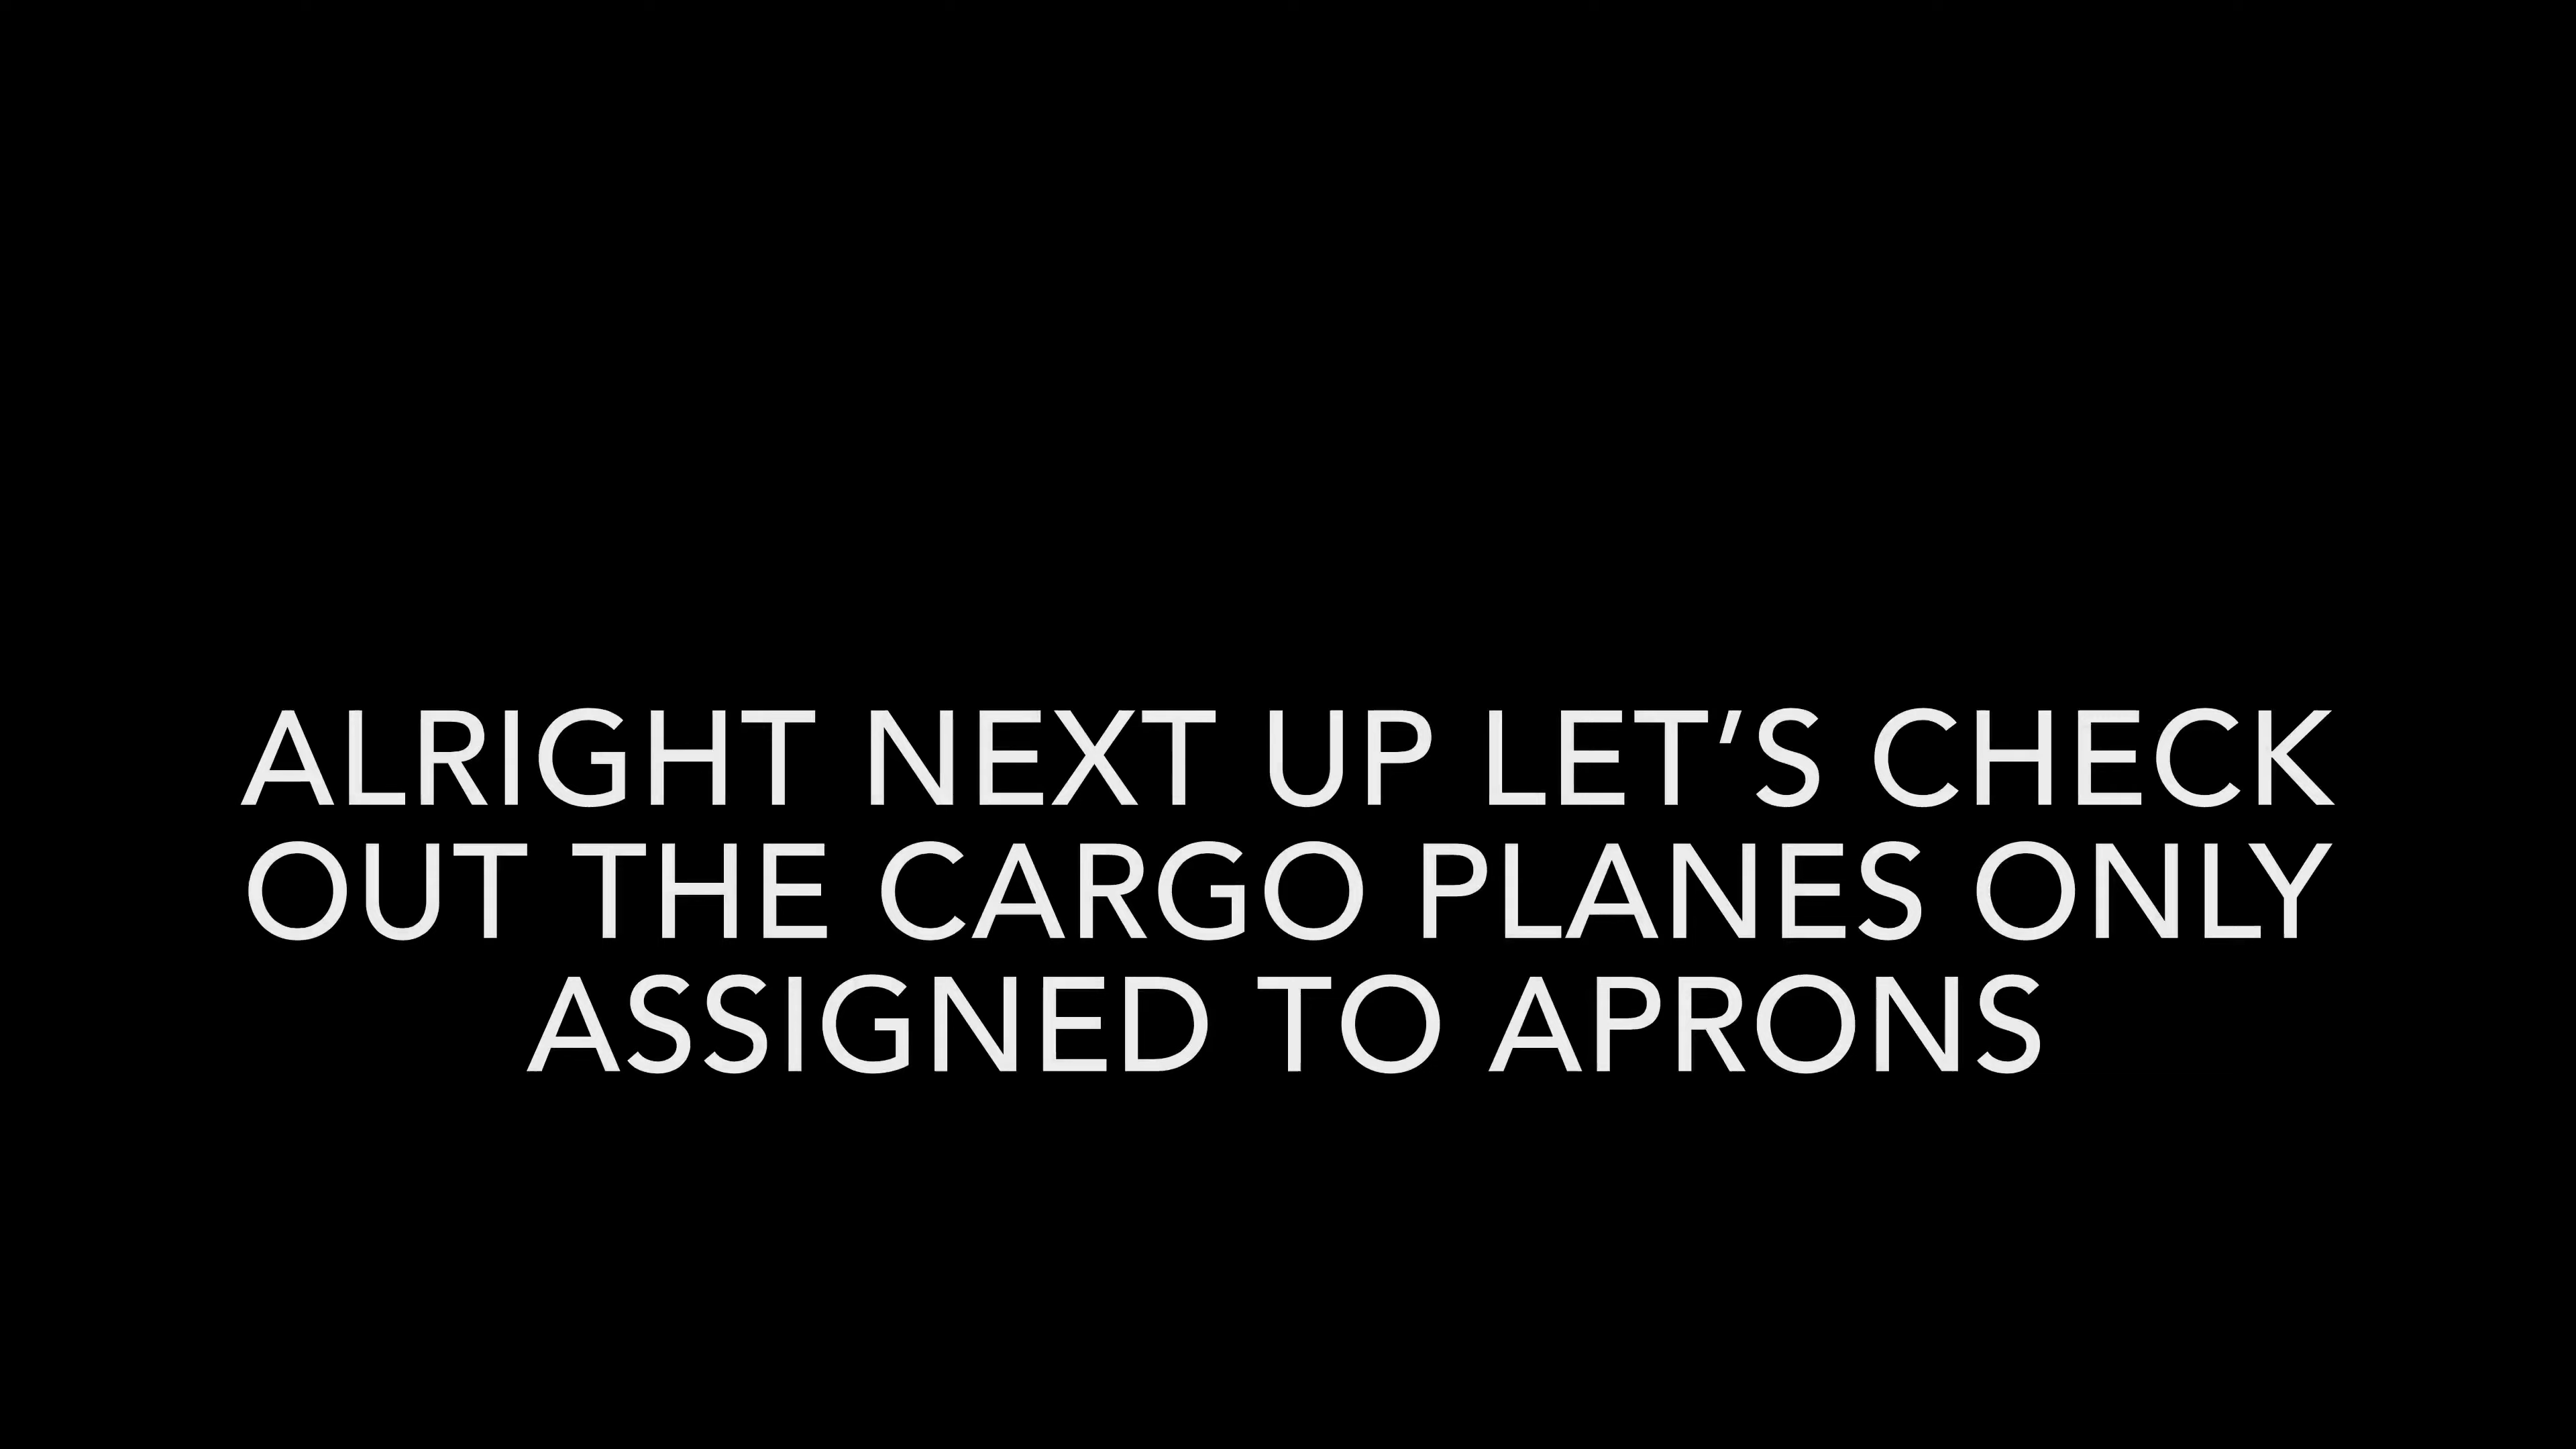 ALRIGHT NEXT UP LET’S CHECK
OUT THE CARGO PLANES ONLY
ASSIGNED TO APRONS